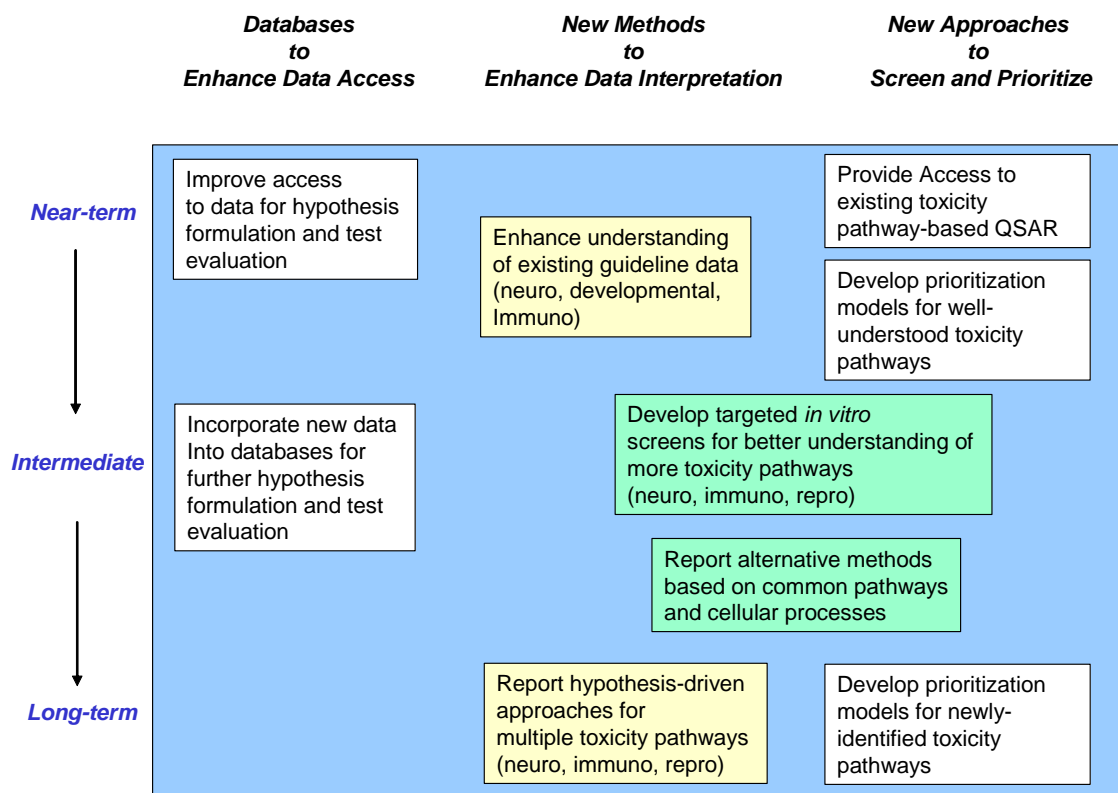 Databases
to
Enhance Data Access
New Methods
to
Enhance Data Interpretation
New Approaches
to
Screen and Prioritize
Near-term
Improve access
to data for hypothesis
formulation and test
evaluation
Enhance understanding
of existing guideline data
(neuro, developmental,
Immuno)
Provide Access to
existing toxicity
pathway-based QSAR
Develop prioritization
models for well-
understood toxicity
pathways
Intermediate
Incorporate new data
Into databases for
further hypothesis
formulation and test
evaluation
Develop targeted in vitro
screens for better understanding of
more toxicity pathways
(neuro, immuno, repro)
Report alternative methods
based on common pathways
and cellular processes
Long-term
Report hypothesis-driven
approaches for
multiple toxicity pathways
(neuro, immuno, repro)
Develop prioritization
models for newly-
identified toxicity
pathways